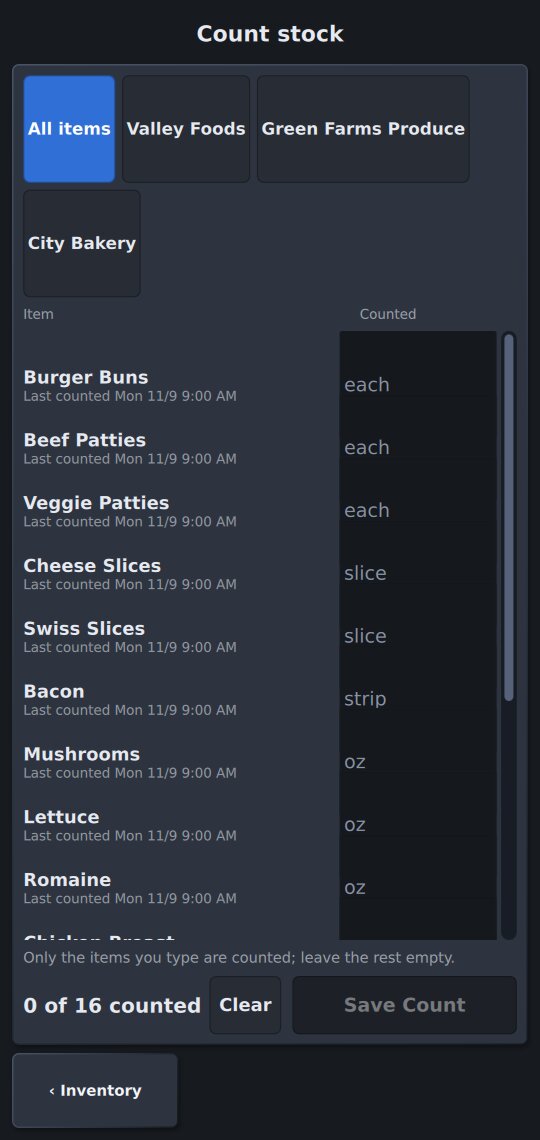 Count stock
All items
Valley Foods
Green Farms Produce
City Bakery
Item
Counted
Burger Buns
Last counted Mon 11/9 9:00 AM
each
Beef Patties
Last counted Mon 11/9 9:00 AM
each
Veggie Patties
Last counted Mon 11/9 9:00 AM
each
Cheese Slices
Last counted Mon 11/9 9:00 AM
slice
Swiss Slices
Last counted Mon 11/9 9:00 AM
slice
Bacon
Last counted Mon 11/9 9:00 AM
strip
Mushrooms
Last counted Mon 11/9 9:00 AM
oz
Lettuce
Last counted Mon 11/9 9:00 AM
oz
Romaine
Last counted Mon 11/9 9:00 AM
oz
Only the items you type are counted; leave the rest empty.
0 of 16 counted
Clear
Save Count
‹ Inventory